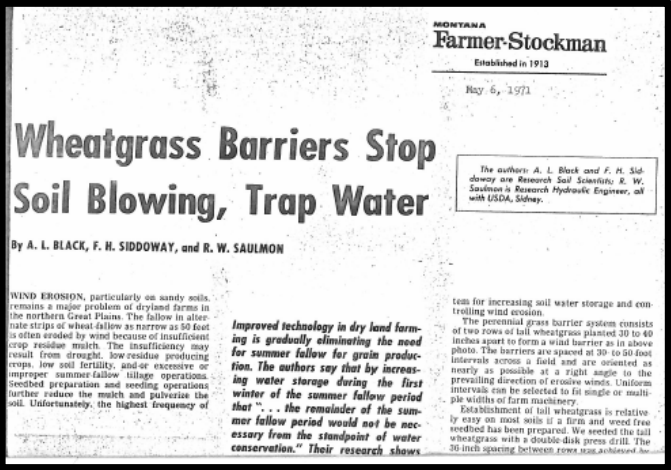 MONTANA
Farmer-Stockman
Established in 1913
May 6, 1971
Wheatgrass Barriers Stop
Soil Blowing, Trap Water
The authors: A. L. Black and F. H. Sid-
doway are Research Soil Scientists; R. W.
Saulmon is Research Hydraulic Engineer, all
with USDA, Sidney.
By A. L. BLACK, F. H. SIDDOWAY, and R. W. SAULMON
WIND EROSION, particularly on sandy soils,
remains a major problem of dryland farms in
the northern Great Plains. The fallow in alter-
nate strips of wheat-fallow as narrow as 50 feet
is often eroded by wind because of insufficient
crop residue mulch. The insufficiency may
result from drought, low-residue producing
crops, low soil fertility, and/or excessive or
improper summer-fallow tillage operations.
Seedbed preparation and seeding operations
further reduce the mulch and pulverize the
soil. Unfortunately, the highest frequency of
Improved technology in dry land farm-
ing is gradually eliminating the need
for summer fallow for grain produc-
tion. The authors say that by increas-
ing water storage during the first
winter of the summer fallow period
that ". . . the remainder of the sum-
mer fallow period would not be nec-
essary from the standpoint of water
conservation." Their research shows
tem for increasing soil water storage and con-
trolling wind erosion.
The perennial grass barrier system consists
of two rows of tall wheatgrass planted 30 to 40
inches apart to form a wind barrier as in above
photo. The barriers are spaced at 30- to 50-foot
intervals across a field and are oriented as
nearly as possible at a right angle to the
prevailing direction of erosive winds. Uniform
intervals can be selected to fit single or multi-
ple widths of farm machinery.
Establishment of tall wheatgrass is relative-
ly easy on most soils if a firm and weed free
seedbed has been prepared. We seeded the tall
wheatgrass with a double-disk press drill. The
36-inch spacing between rows was achieved by